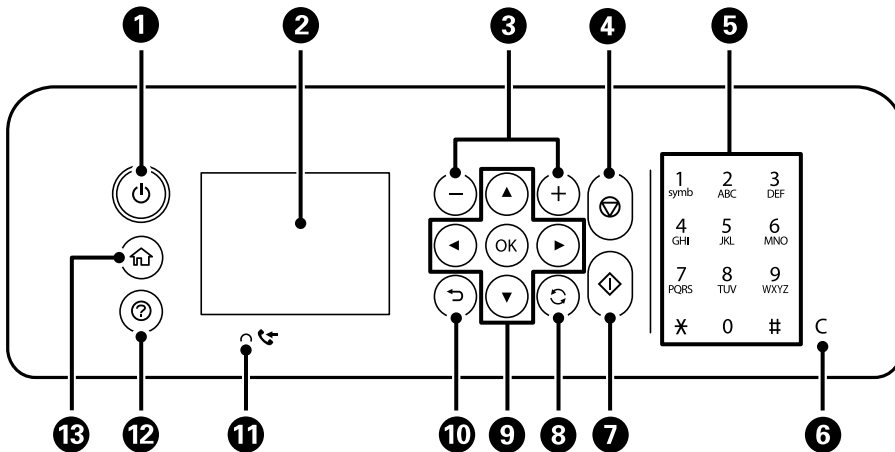 1 2 3 4 5
− +
OK
1 2 3
symb ABC DEF
4 5 6
GHI JKL MNO
7 8 9
PQRS TUV WXYZ
* 0 #
C
13 12 11 10 9 8 7 6